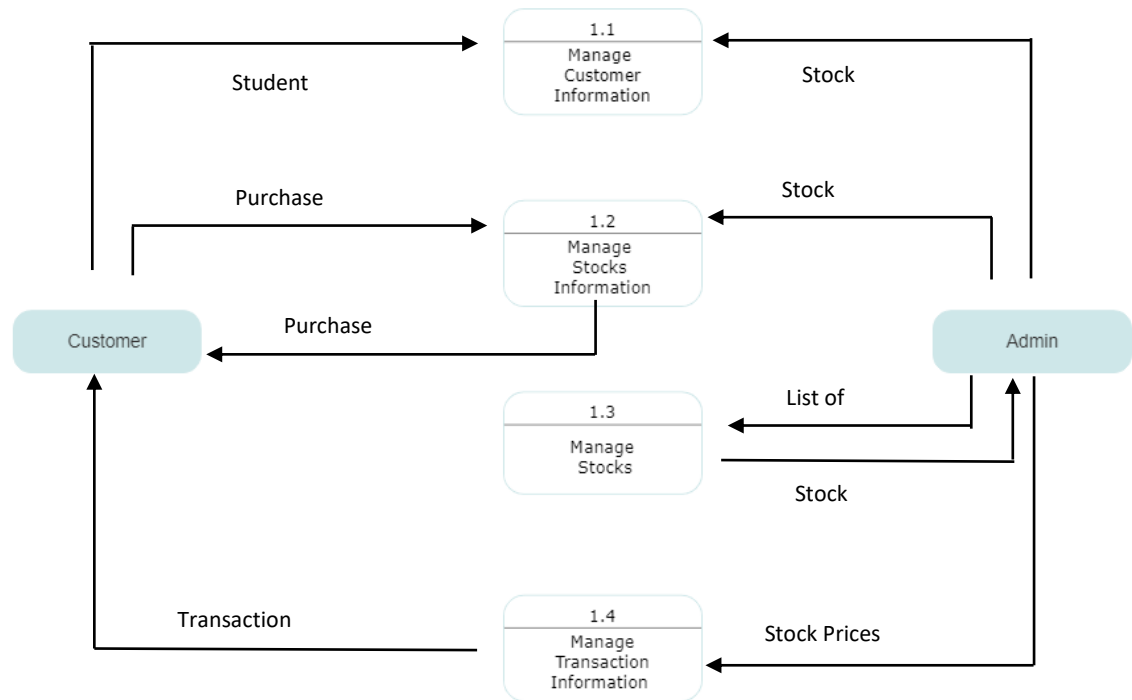 1.1
Manage
Customer
Information
Student
Stock
Purchase
Stock
1.2
Manage
Stocks
Information
Purchase
Customer
Admin
List of
1.3
Manage
Stocks
Stock
1.4
Manage
Transaction
Information
Transaction
Stock Prices